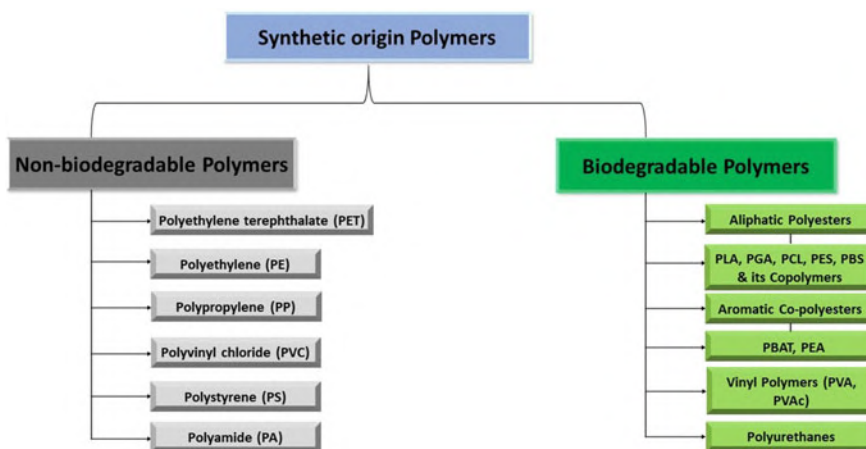 Synthetic origin Polymers
Non-biodegradable Polymers
Polyethylene terephthalate (PET)
Polyethylene (PE)
Polypropylene (PP)
Polyvinyl chloride (PVC)
Polystyrene (PS)
Polyamide (PA)
Biodegradable Polymers
Aliphatic Polyesters
PLA, PGA, PCL, PES, PBS
& its Copolymers
Aromatic Co-polyesters
PBAT, PEA
Vinyl Polymers (PVA,
PVAc)
Polyurethanes